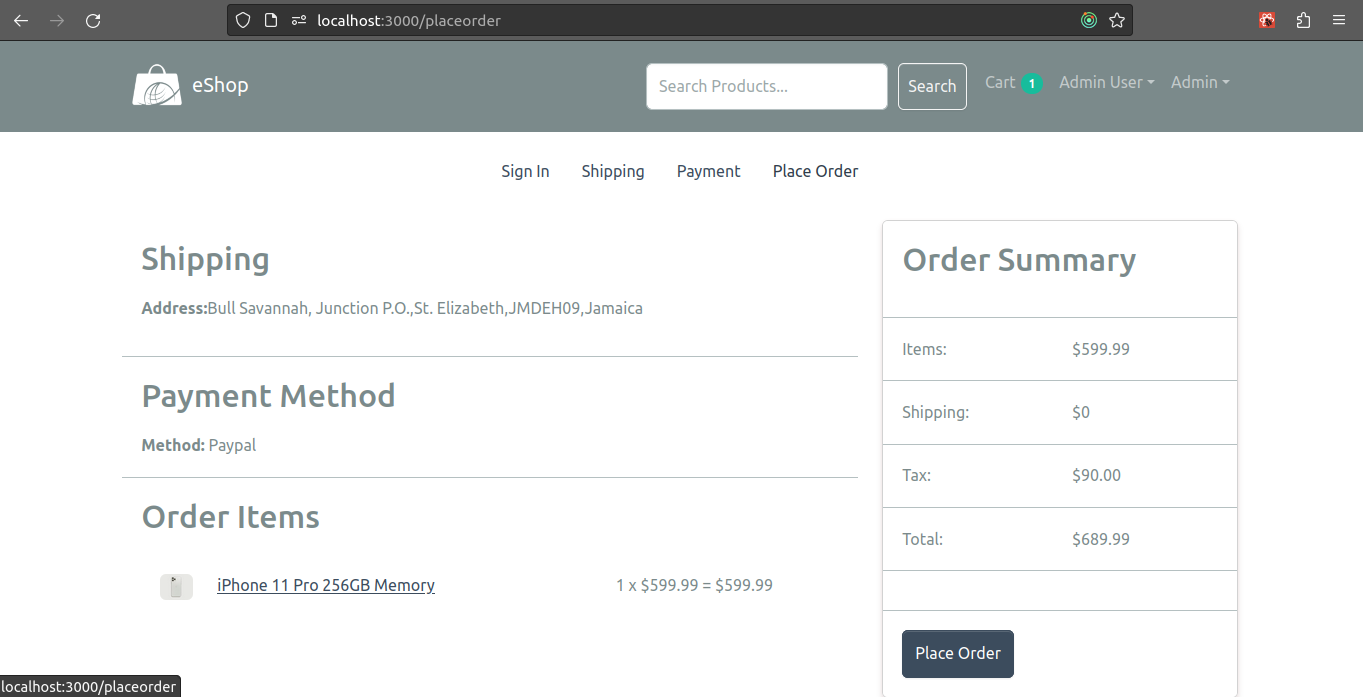 localhost:3000/placeorder
eShop
Search Products...
Search
Cart 1
Admin User
Admin
Sign In
Shipping
Payment
Place Order
Shipping
Address:Bull Savannah, Junction P.O.,St. Elizabeth,JMDEH09,Jamaica
Payment Method
Method: Paypal
Order Items
iPhone 11 Pro 256GB Memory
1 x $599.99 = $599.99
Order Summary
Items: $599.99
Shipping: $0
Tax: $90.00
Total: $689.99
Place Order
localhost:3000/placeorder